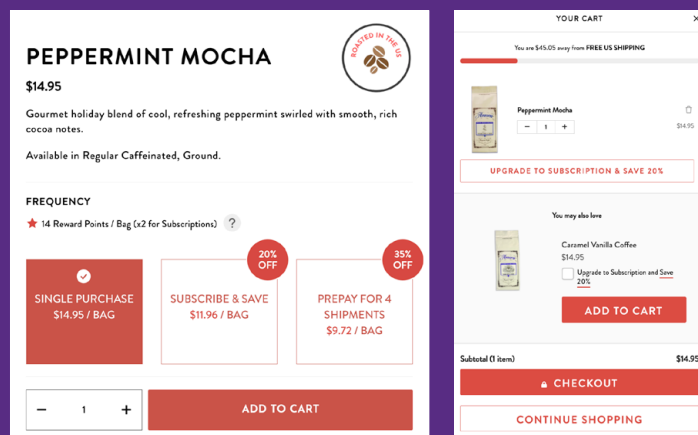 PEPPERMINT MOCHA
ROASTED IN THE US
$14.95
Gourmet holiday blend of cool, refreshing peppermint swirled with smooth, rich
cocoa notes.
Available in Regular Caffeinated, Ground.
FREQUENCY
14 Reward Points / Bag (x2 for Subscriptions) ?
SINGLE PURCHASE
$14.95 / BAG
20%
OFF
SUBSCRIBE & SAVE
$11.96 / BAG
35%
OFF
PREPAY FOR 4
SHIPMENTS
$9.72 / BAG
− 1 +
ADD TO CART
YOUR CART
You are $45.05 away from FREE US SHIPPING
Peppermint Mocha
− 1 +
$14.95
UPGRADE TO SUBSCRIPTION & SAVE 20%
You may also love
Caramel Vanilla Coffee
$14.95
Upgrade to Subscription and Save
20%
ADD TO CART
Subtotal (1 item) $14.95
CHECKOUT
CONTINUE SHOPPING